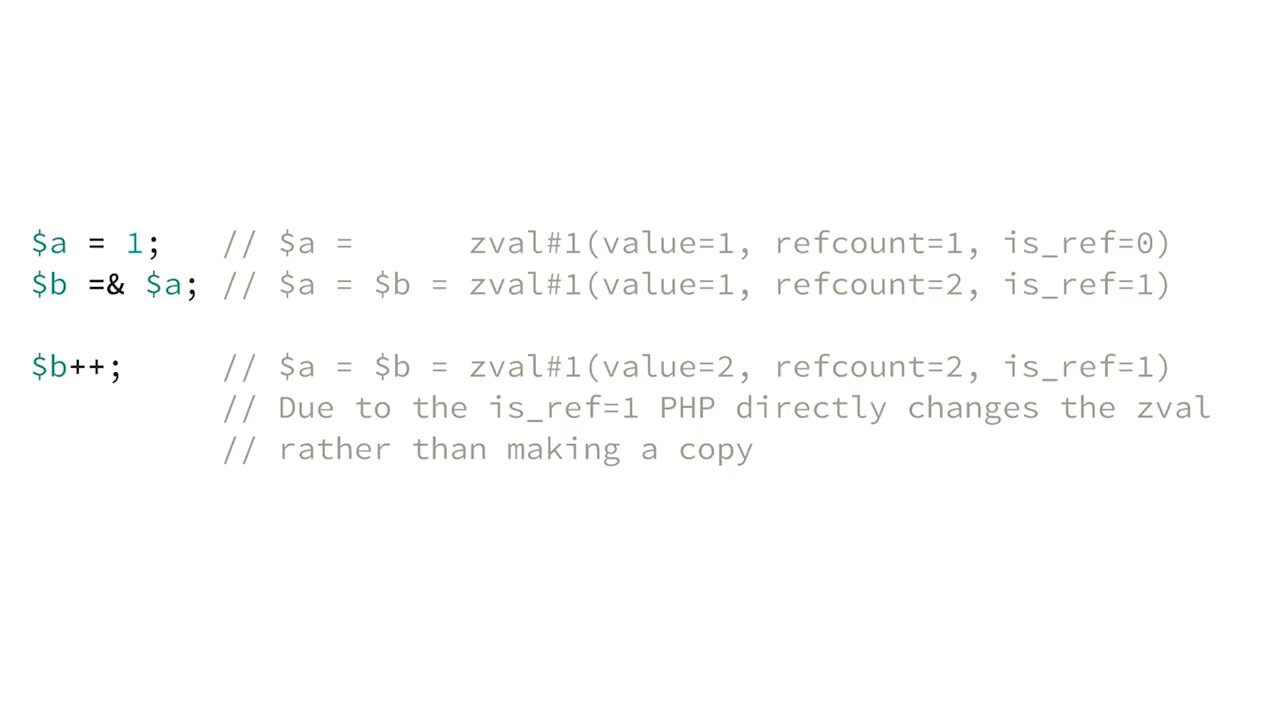 $a = 1;   // $a =      zval#1(value=1, refcount=1, is_ref=0)
$b =& $a; // $a = $b = zval#1(value=1, refcount=2, is_ref=1)
$b++;     // $a = $b = zval#1(value=2, refcount=2, is_ref=1)
          // Due to the is_ref=1 PHP directly changes the zval
          // rather than making a copy